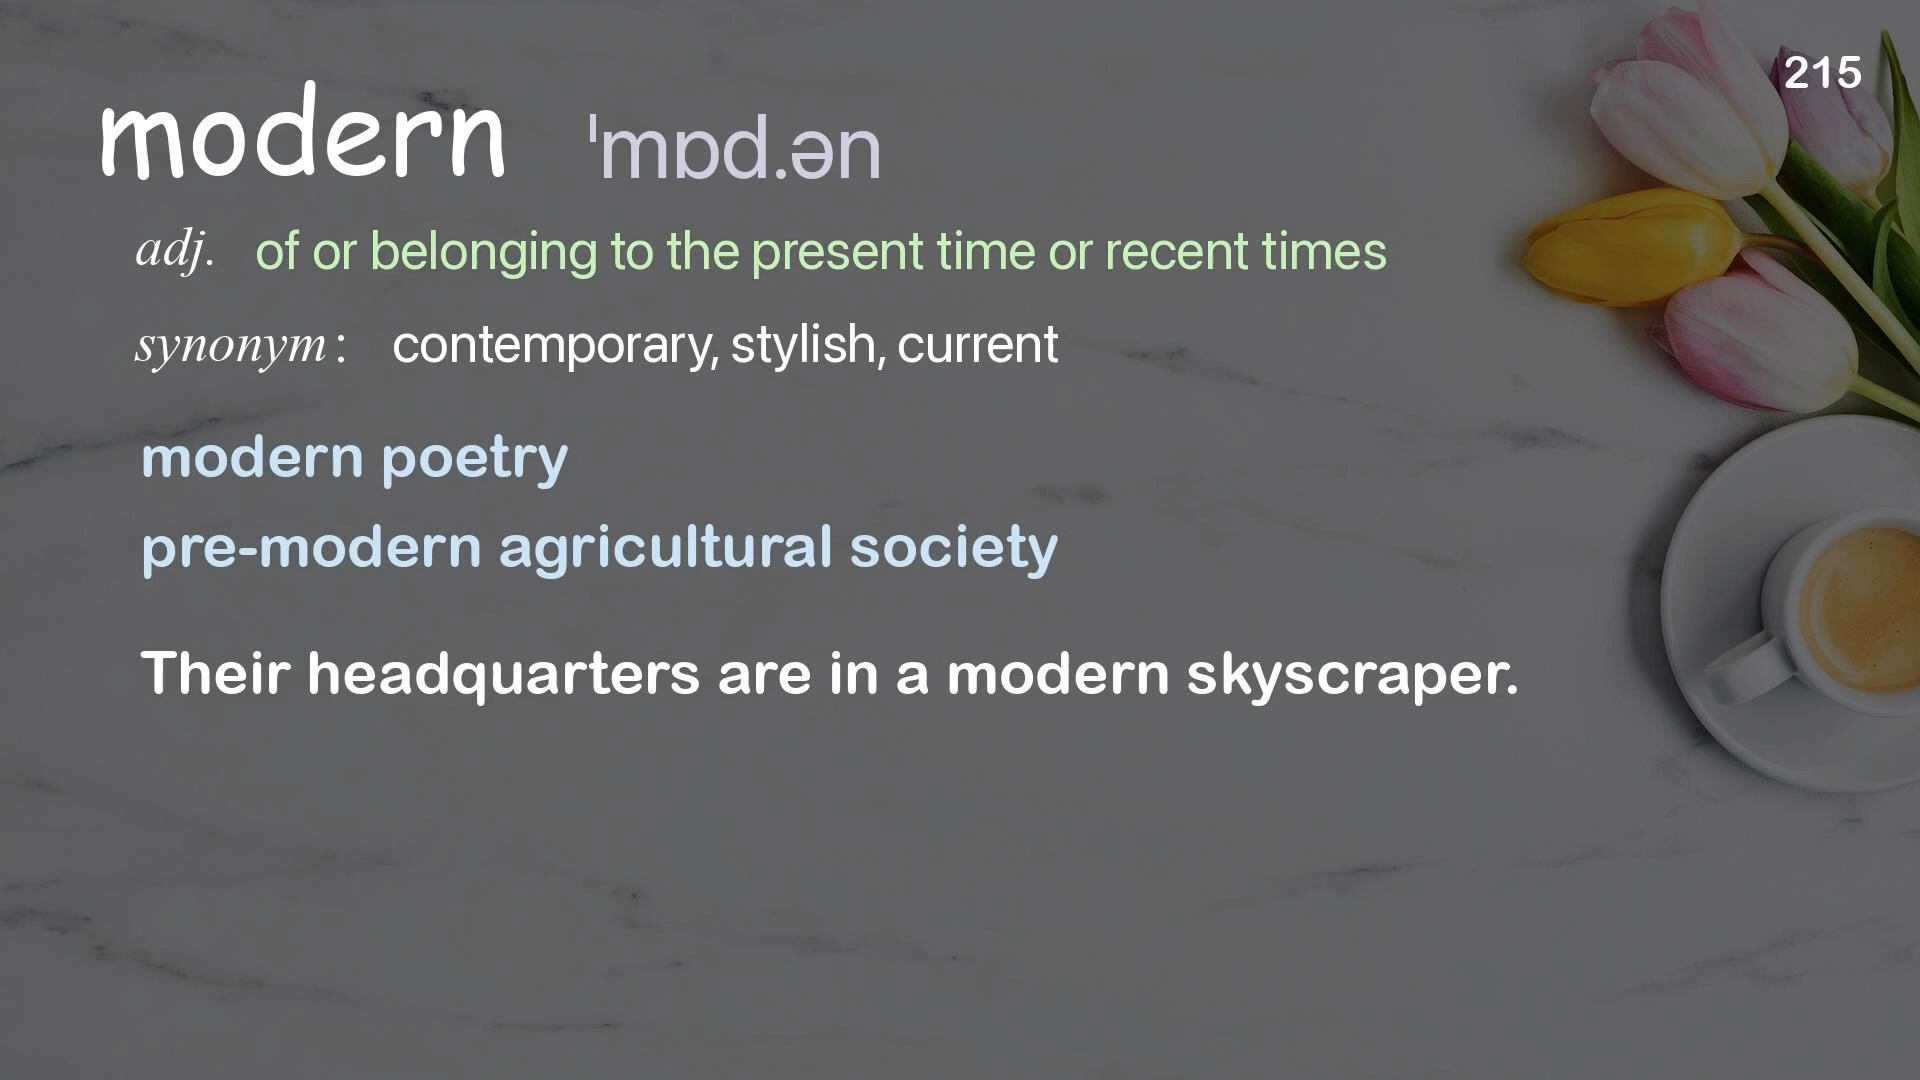 215
modern ˈmɒd.ən
adj. of or belonging to the present time or recent times
synonym: contemporary, stylish, current
modern poetry
pre-modern agricultural society
Their headquarters are in a modern skyscraper.